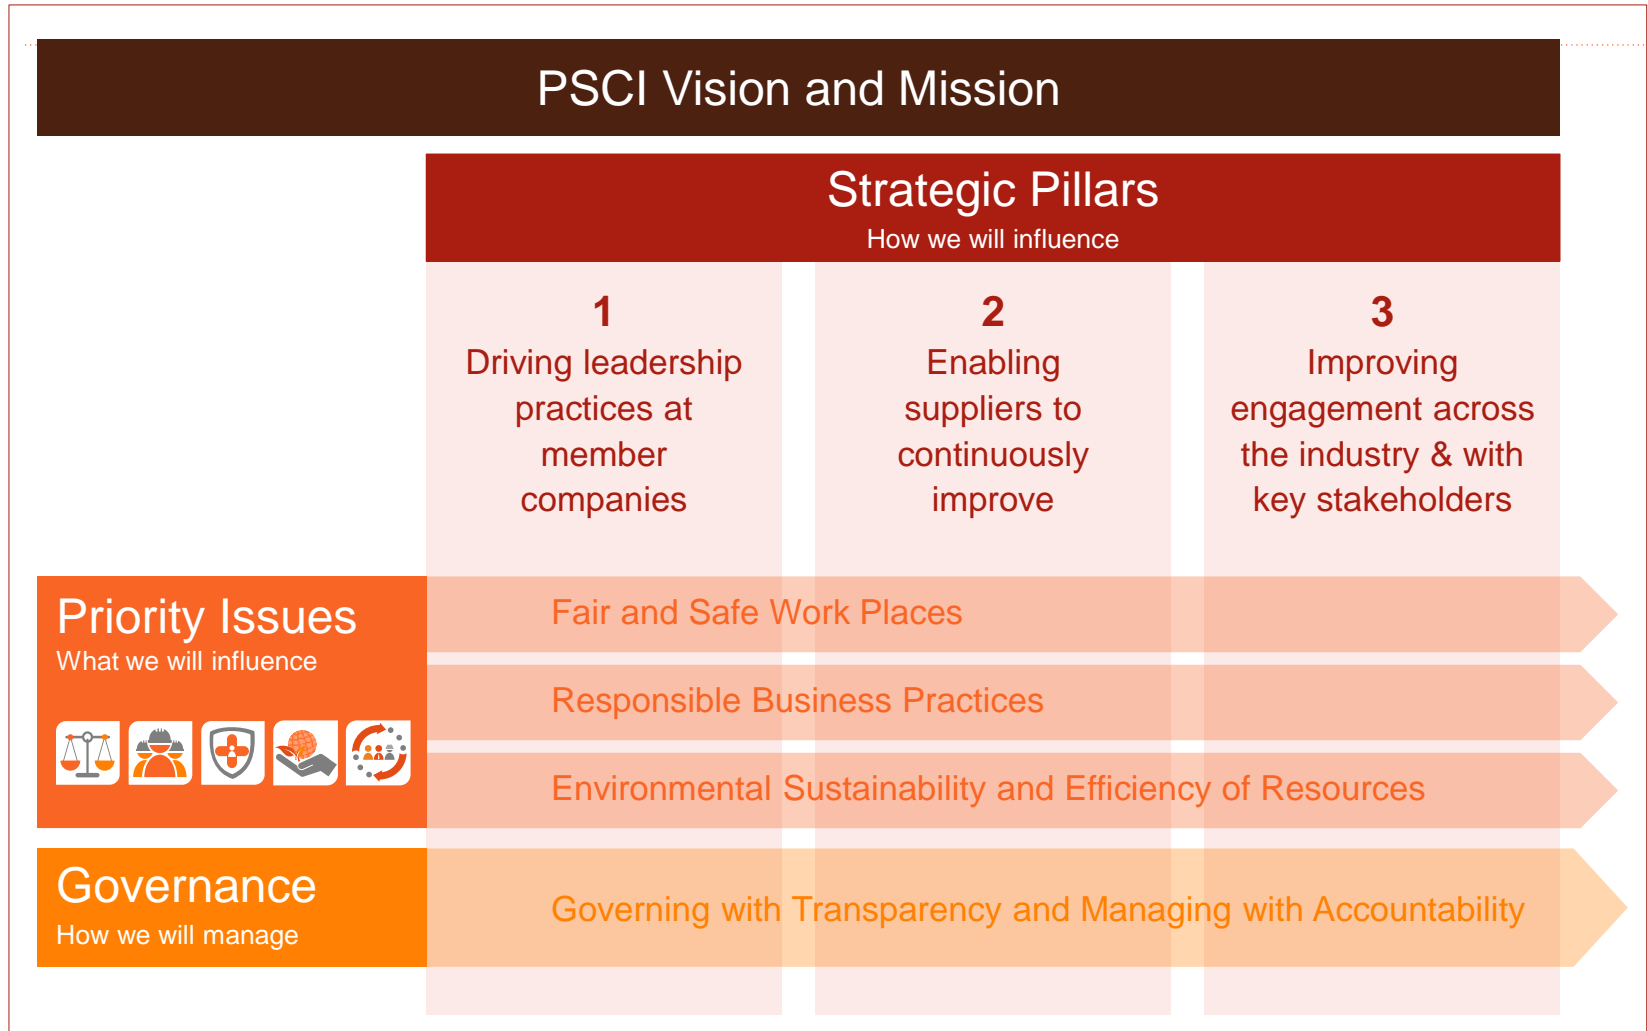 PSCI Vision and Mission
Strategic Pillars
How we will influence
1
Driving leadership
practices at
member
companies
2
Enabling
suppliers to
continuously
improve
3
Improving
engagement across
the industry & with
key stakeholders
Priority Issues
What we will influence
Fair and Safe Work Places
Responsible Business Practices
Environmental Sustainability and Efficiency of Resources
Governance
How we will manage
Governing with Transparency and Managing with Accountability